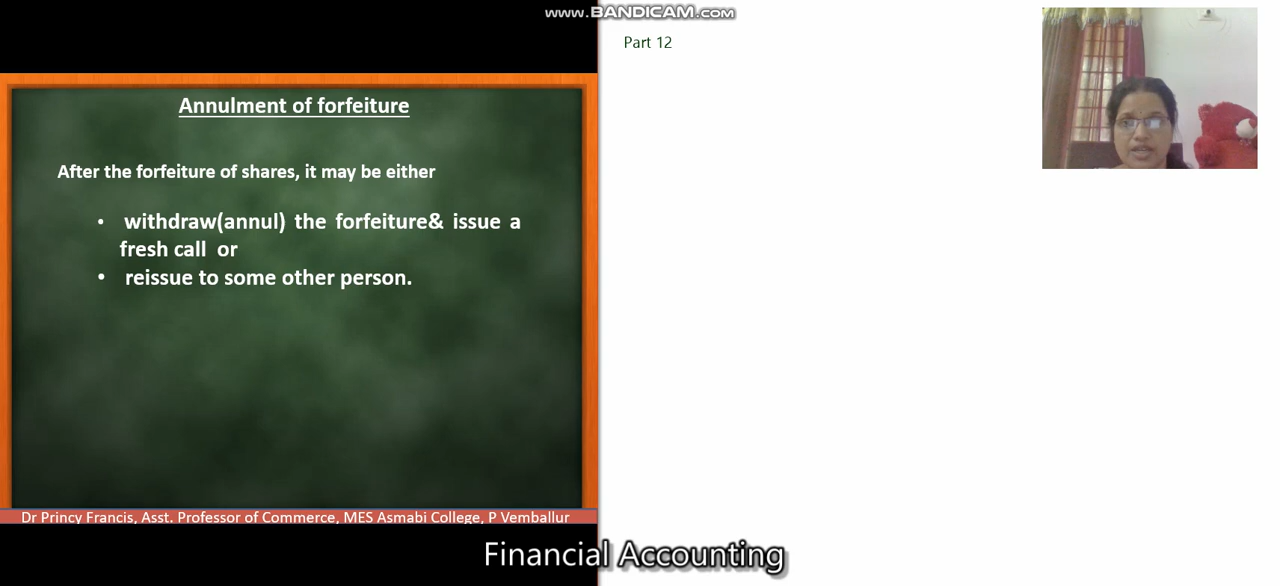 www.BANDICAM.com
Part 12
Annulment of forfeiture
After the forfeiture of shares, it may be either
• withdraw(annul) the forfeiture& issue a
fresh call or
• reissue to some other person.
Dr Princy Francis, Asst. Professor of Commerce, MES Asmabi College, P Vemballur
Financial Accounting